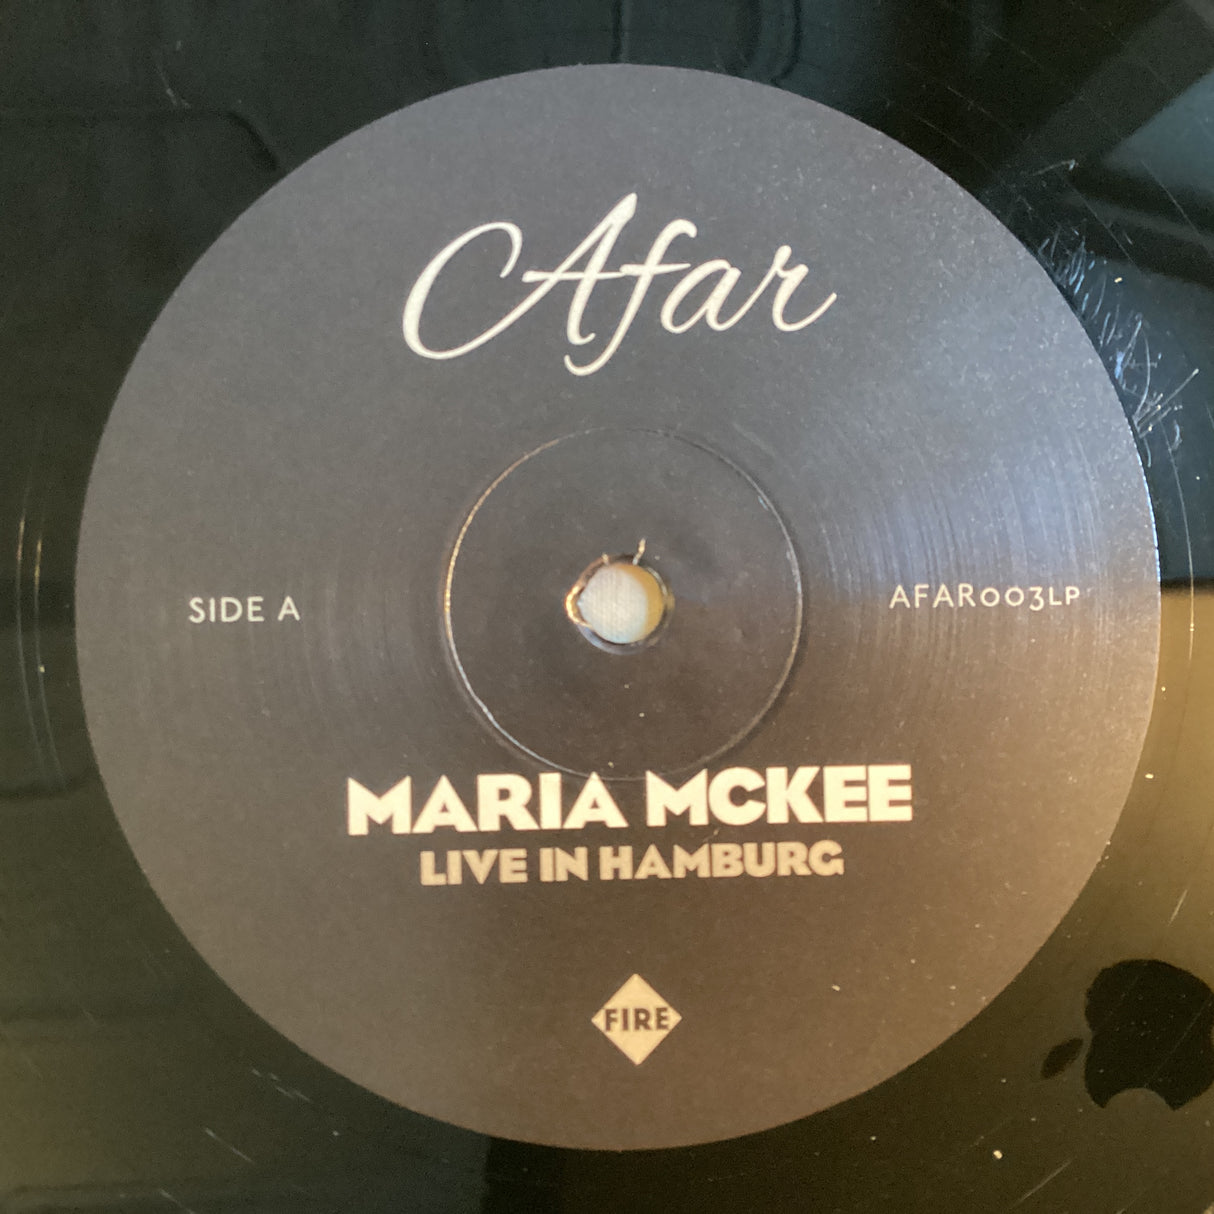 Afar
SIDE A
AFAR003LP
MARIA MCKEE
LIVE IN HAMBURG
FIRE